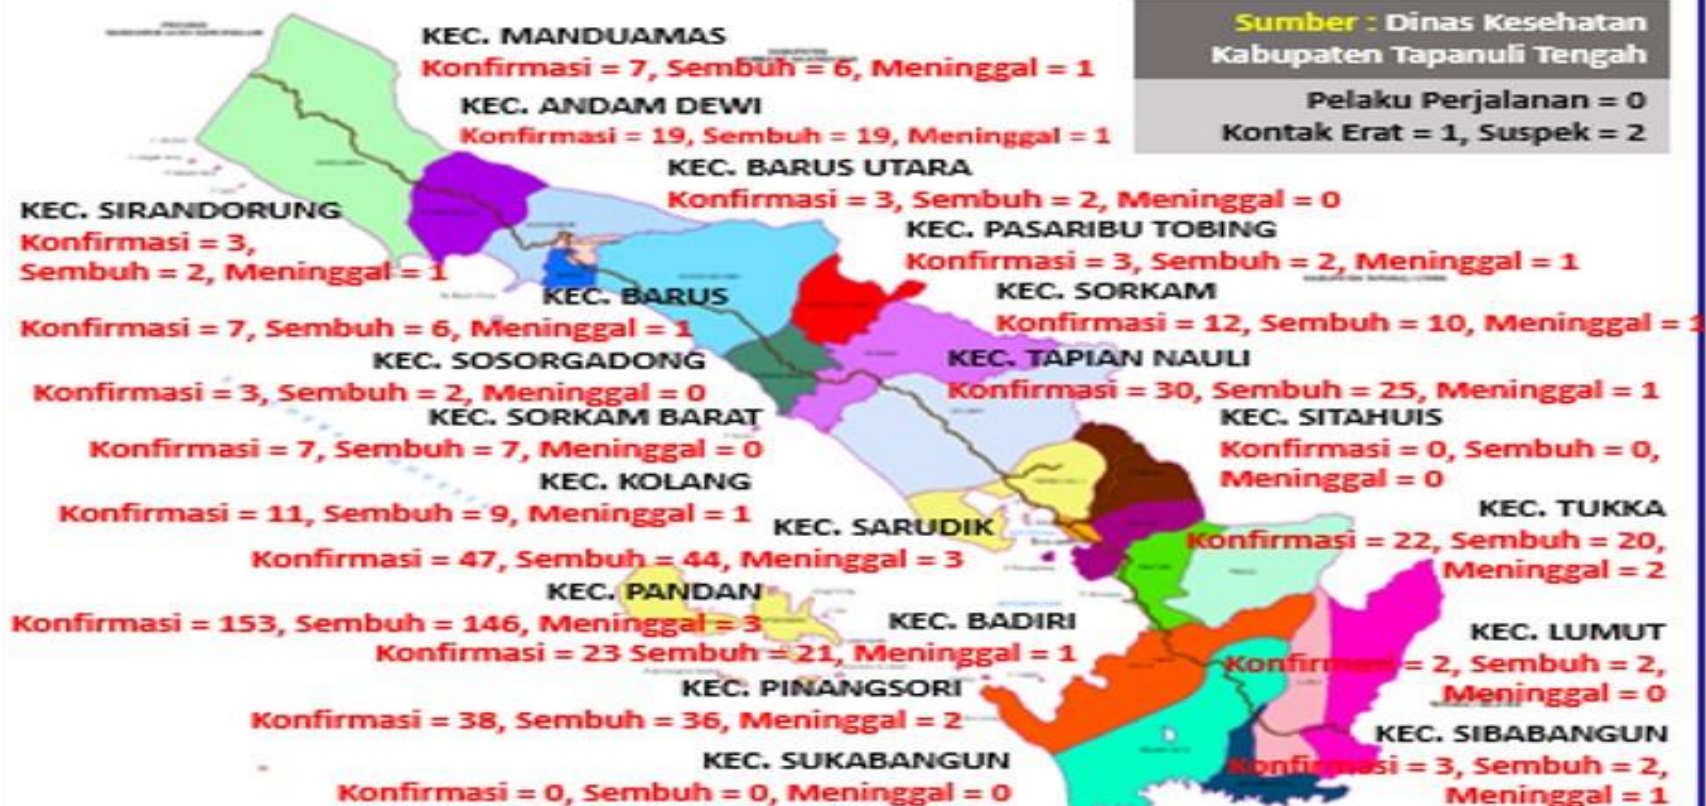 Sumber : Dinas Kesehatan
Kabupaten Tapanuli Tengah
Pelaku Perjalanan = 0
Kontak Erat = 1, Suspek = 2
KEC. MANDUAMAS
Konfirmasi = 7, Sembuh = 6, Meninggal = 1
KEC. ANDAM DEWI
Konfirmasi = 19, Sembuh = 19, Meninggal = 1
KEC. BARUS UTARA
Konfirmasi = 3, Sembuh = 2, Meninggal = 0
KEC. SIRANDORUNG
Konfirmasi = 3,
Sembuh = 2, Meninggal = 1
KEC. PASARIBU TOBING
Konfirmasi = 3, Sembuh = 2, Meninggal = 1
KEC. SORKAM
Konfirmasi = 12, Sembuh = 10, Meninggal = 1
KEC. BARUS
Konfirmasi = 7, Sembuh = 6, Meninggal = 1
KEC. SOSORGADONG
Konfirmasi = 3, Sembuh = 2, Meninggal = 0
KEC. TAPIAN NAULI
Konfirmasi = 30, Sembuh = 25, Meninggal = 1
KEC. SORKAM BARAT
Konfirmasi = 7, Sembuh = 7, Meninggal = 0
KEC. SITAHUIS
Konfirmasi = 0, Sembuh = 0,
Meninggal = 0
KEC. KOLANG
Konfirmasi = 11, Sembuh = 9, Meninggal = 1
KEC. SARUDIK
Konfirmasi = 47, Sembuh = 44, Meninggal = 3
KEC. TUKKA
Konfirmasi = 22, Sembuh = 20,
Meninggal = 2
KEC. PANDAN
Konfirmasi = 153, Sembuh = 146, Meninggal = 3
KEC. BADIRI
Konfirmasi = 23 Sembuh = 21, Meninggal = 1
KEC. LUMUT
Konfirmasi = 2, Sembuh = 2,
Meninggal = 0
KEC. PINANGSORI
Konfirmasi = 38, Sembuh = 36, Meninggal = 2
KEC. SIBABANGUN
Konfirmasi = 3, Sembuh = 2,
Meninggal = 1
KEC. SUKABANGUN
Konfirmasi = 0, Sembuh = 0, Meninggal = 0